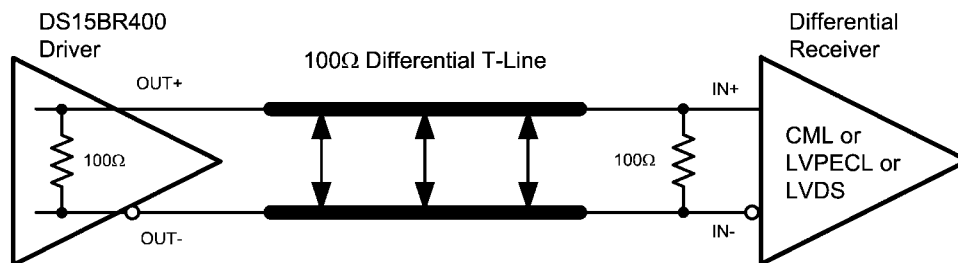 DS15BR400
Driver
Differential
Receiver
100Ω Differential T-Line
OUT+
IN+
100Ω
100Ω
CML or
LVPECL or
LVDS
OUT-
IN-